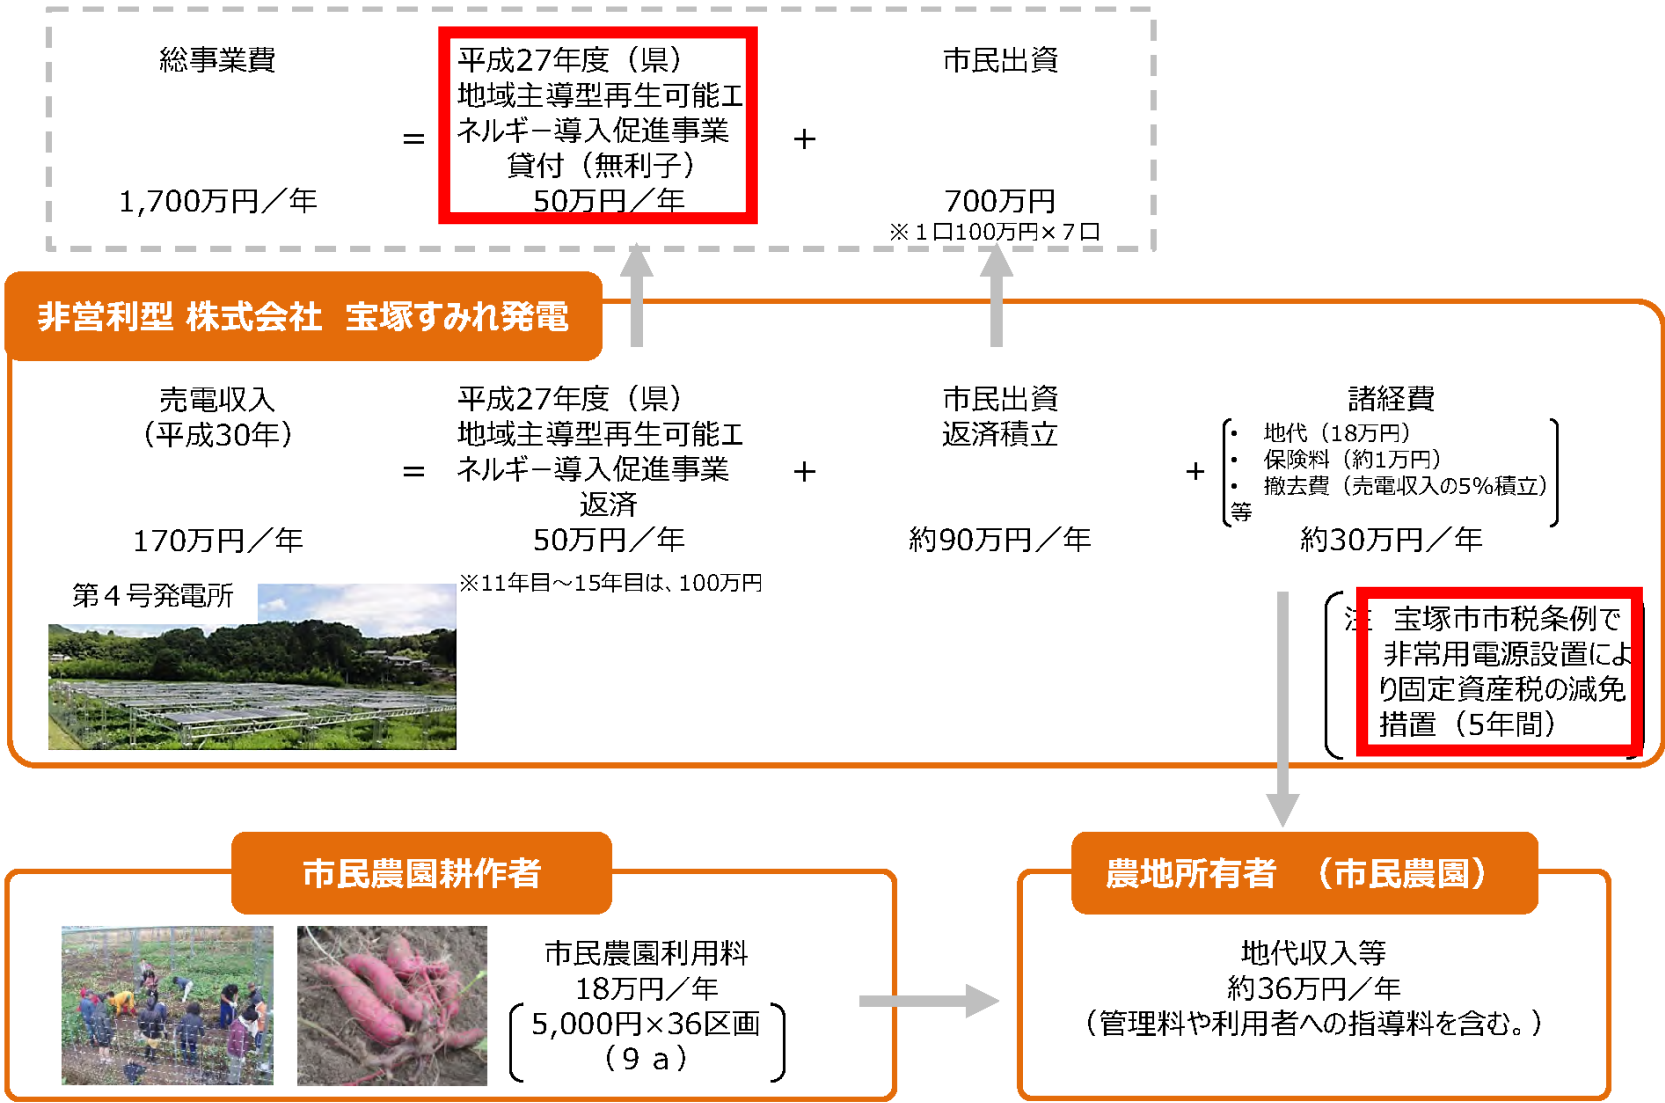 総事業費
1,700万円／年
＝
平成27年度（県）
地域主導型再生可能エ
ネルギー導入促進事業
貸付（無利子）
50万円／年
＋
市民出資
700万円
※１口100万円×７口
非営利型 株式会社　宝塚すみれ発電
売電収入
（平成30年）
170万円／年
＝
平成27年度（県）
地域主導型再生可能エ
ネルギー導入促進事業
返済
50万円／年
※11年目～15年目は、100万円
＋
市民出資
返済積立
約90万円／年
＋
諸経費
・　地代（18万円）
・　保険料（約1万円）
・　撤去費（売電収入の5%積立）
等
約30万円／年
第４号発電所
注　宝塚市市税条例で
非常用電源設置によ
り固定資産税の減免
措置（5年間）
市民農園耕作者
市民農園利用料
18万円／年
5,000円×36区画
（９ａ）
農地所有者　（市民農園）
地代収入等
約36万円／年
（管理料や利用者への指導料を含む。）